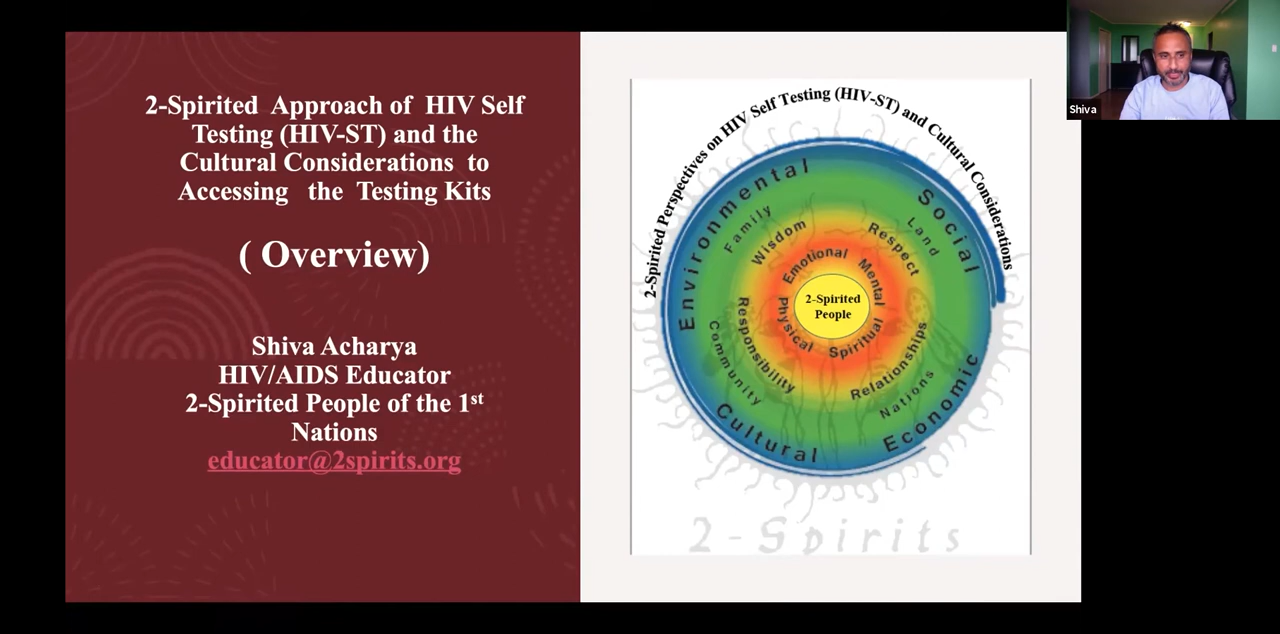 2-Spirited Approach of HIV Self
Testing (HIV-ST) and the
Cultural Considerations to
Accessing the Testing Kits
( Overview)
Shiva Acharya
HIV/AIDS Educator
2-Spirited People of the 1st
Nations
educator@2spirits.org
2-Spirited Perspectives on HIV Self Testing (HIV-ST) and Cultural Considerations
Environmental
Social
Family
Land
Wisdom
Respect
Emotional
Mental
2-Spirited
People
Physical
Spiritual
Responsibility
Relationships
Community
Nations
Cultural
Economic
2-Spirits
Shiva